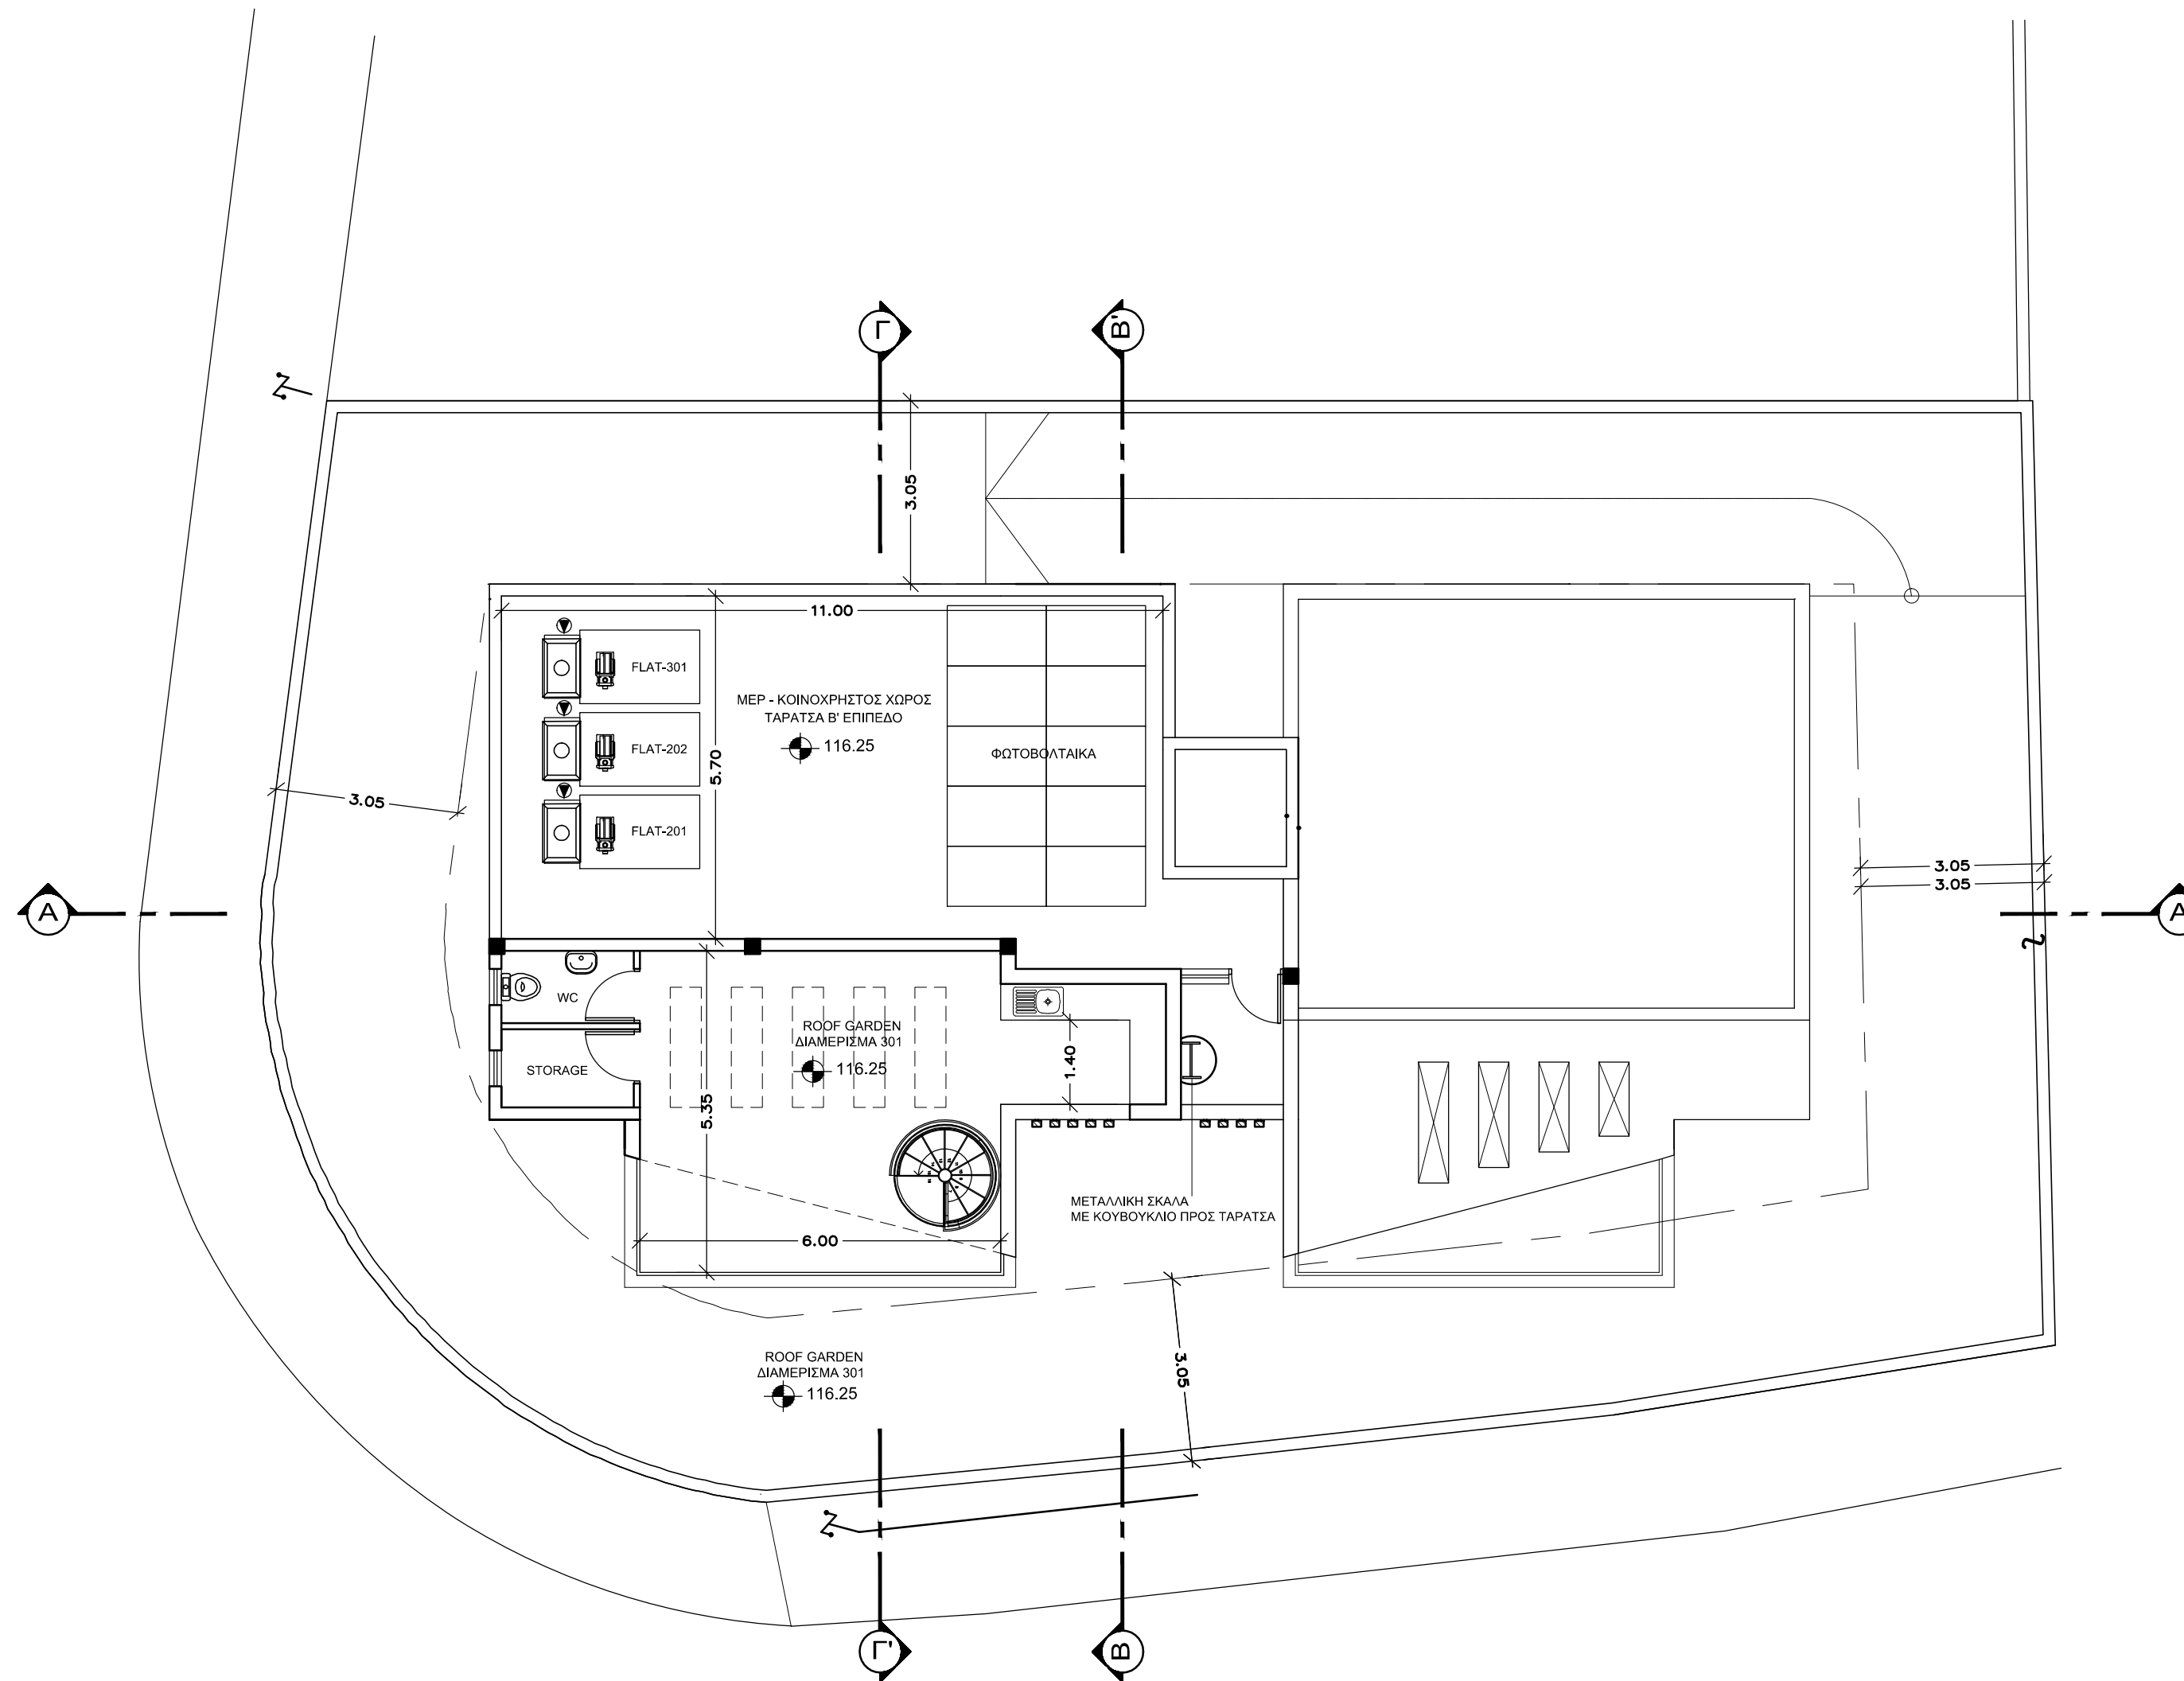 Γ
Β'
3.05
11.00
FLAT-301
ΜΕΡ - ΚΟΙΝΟΧΡΗΣΤΟΣ ΧΩΡΟΣ
ΤΑΡΑΤΣΑ Β' ΕΠΙΠΕΔΟ
116.25
FLAT-202
5.70
ΦΩΤΟΒΟΛΤΑΙΚΑ
3.05
FLAT-201
3.05
3.05
Α
Α
WC
ROOF GARDEN
ΔΙΑΜΕΡΙΣΜΑ 301
116.25
STORAGE
1.40
5.35
ΜΕΤΑΛΛΙΚΗ ΣΚΑΛΑ
ΜΕ ΚΟΥΒΟΥΚΛΙΟ ΠΡΟΣ ΤΑΡΑΤΣΑ
6.00
3.05
ROOF GARDEN
ΔΙΑΜΕΡΙΣΜΑ 301
116.25
Γ'
Β